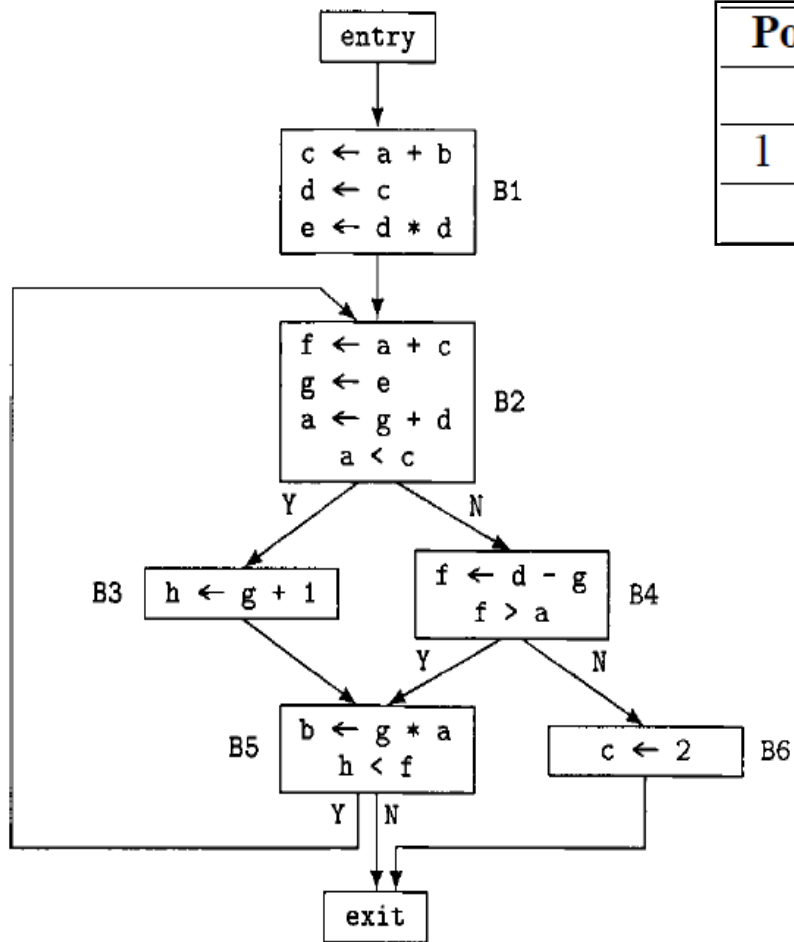 entry
c ← a + b
d ← c
e ← d * d
B1
f ← a + c
g ← e
a ← g + d
a < c
B2
Y
N
B3
h ← g + 1
f ← d - g
f > a
B4
Y
N
B5
b ← g * a
h < f
c ← 2
B6
Y
N
exit
1